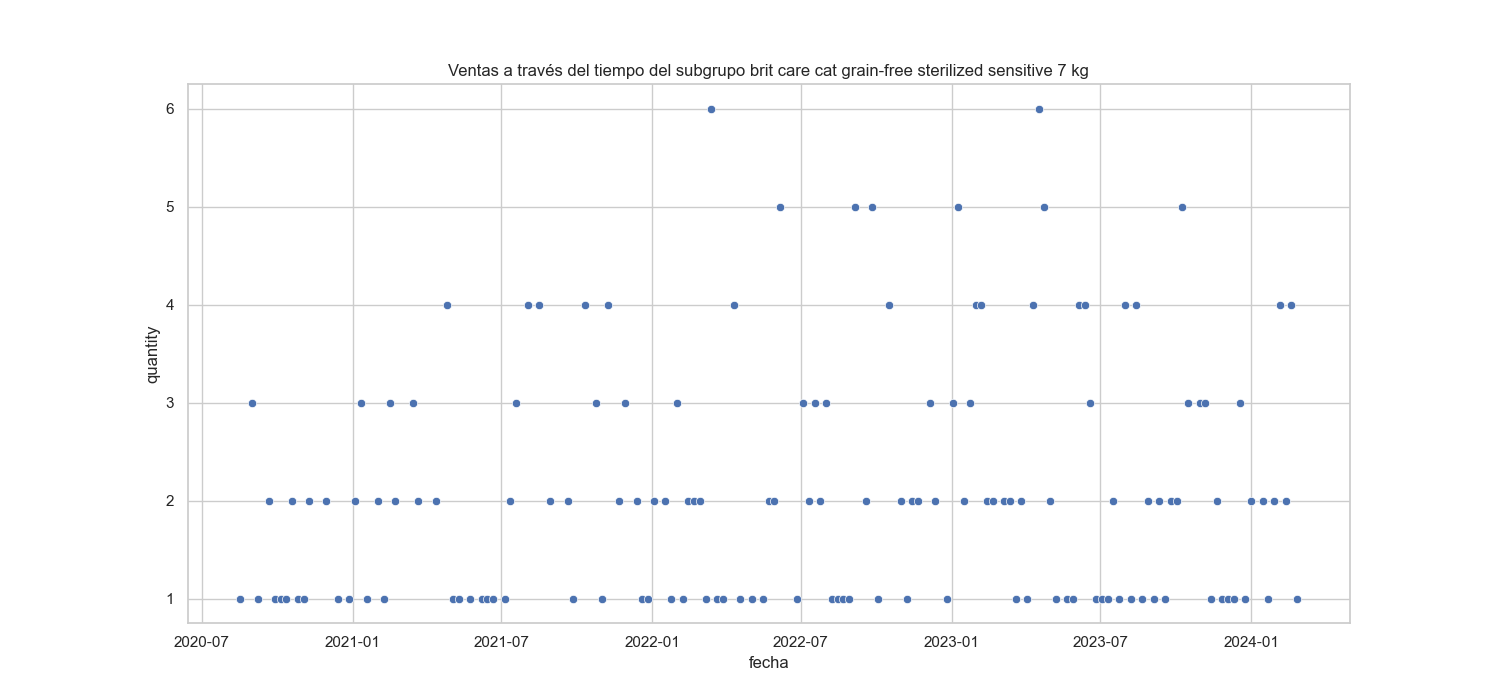 Ventas a través del tiempo del subgrupo brit care cat grain-free sterilized sensitive 7 kg
6
5
4
3
2
1
quantity
2020-07 2021-01 2021-07 2022-01 2022-07 2023-01 2023-07 2024-01
fecha